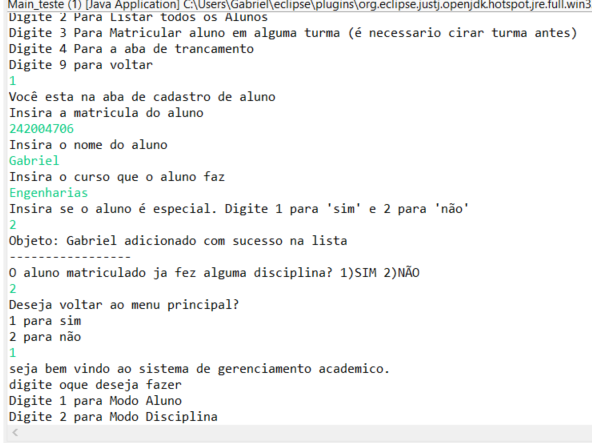 Main_teste (1) [Java Application] C:\Users\Gabriel\eclipse\plugins\org.eclipse.justj.openjdk.hotspot.jre.full.win3
Digite 2 Para Listar todos os Alunos
Digite 3 Para Matricular aluno em alguma turma (é necessario cirar turma antes)
Digite 4 Para a aba de trancamento
Digite 9 para voltar
1
Você esta na aba de cadastro de aluno
Insira a matricula do aluno
242004706
Insira o nome do aluno
Gabriel
Insira o curso que o aluno faz
Engenharias
Insira se o aluno é especial. Digite 1 para 'sim' e 2 para 'não'
2
Objeto: Gabriel adicionado com sucesso na lista
-----------------
O aluno matriculado ja fez alguma disciplina? 1)SIM 2)NÃO
2
Deseja voltar ao menu principal?
1 para sim
2 para não
1
seja bem vindo ao sistema de gerenciamento academico.
digite oque deseja fazer
Digite 1 para Modo Aluno
Digite 2 para Modo Disciplina